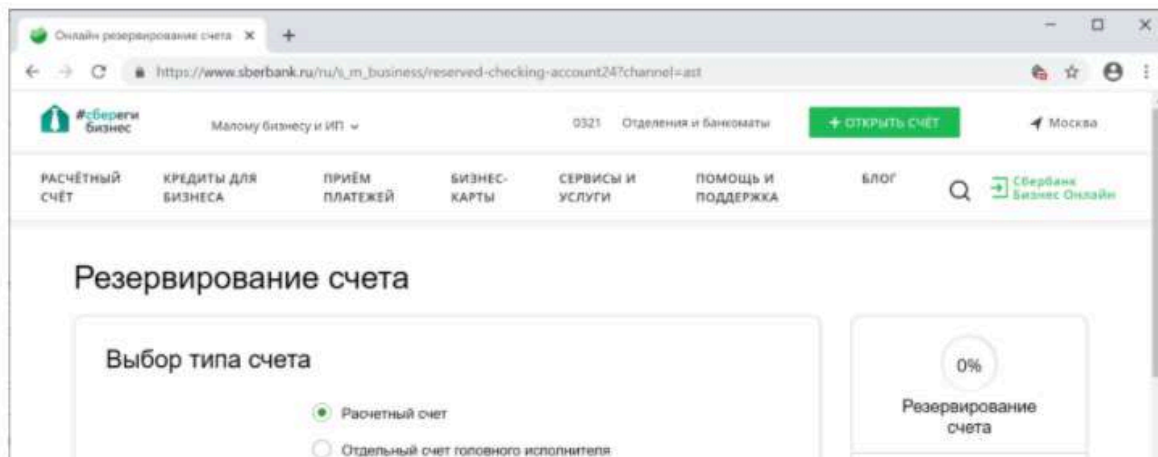 Онлайн резервирование счета
https://www.sberbank.ru/ru/s_m_business/reserved-checking-account24?channel=ast
#сбереги
бизнес
Малому бизнесу и ИП
0321 Отделения и банкоматы
+ ОТКРЫТЬ СЧЁТ
Москва
РАСЧЁТНЫЙ
СЧЁТ
КРЕДИТЫ ДЛЯ
БИЗНЕСА
ПРИЁМ
ПЛАТЕЖЕЙ
БИЗНЕС-
КАРТЫ
СЕРВИСЫ И
УСЛУГИ
ПОМОЩЬ И
ПОДДЕРЖКА
БЛОГ
Сбербанк
Бизнес Онлайн
Резервирование счета
Выбор типа счета
Расчетный счет
Отдельный счет головного исполнителя
0%
Резервирование
счета